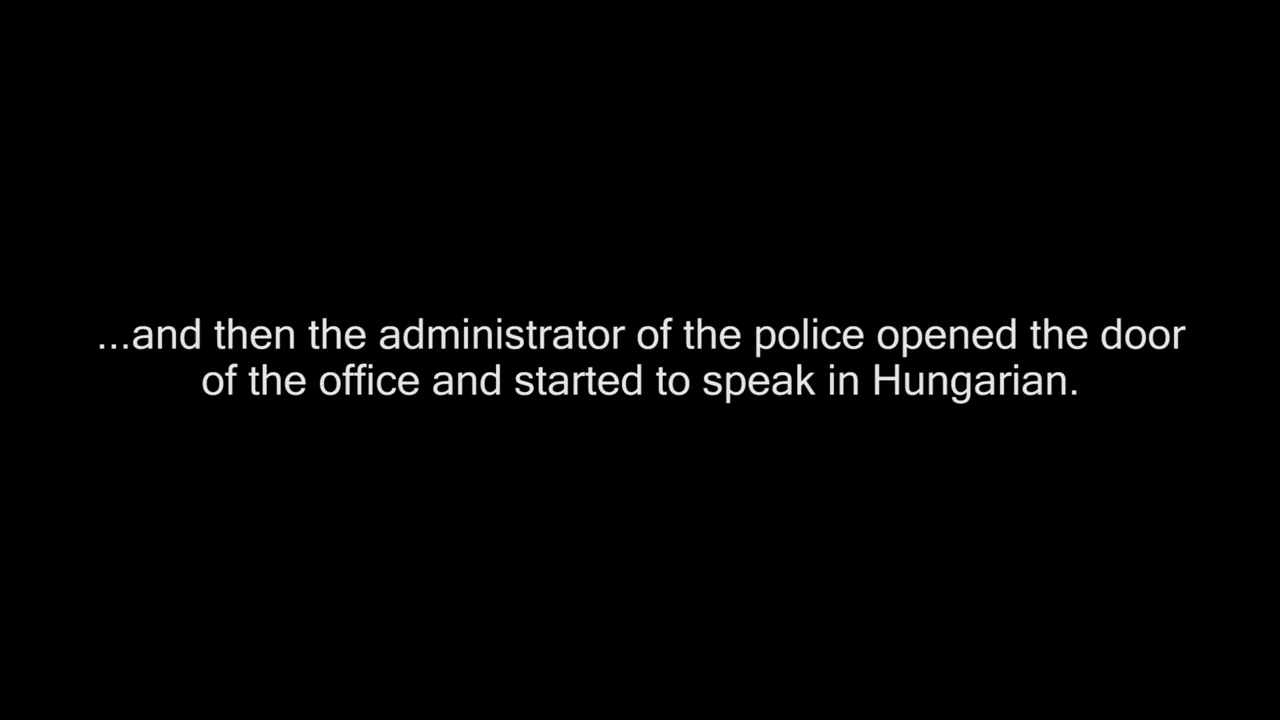 ...and then the administrator of the police opened the door
of the office and started to speak in Hungarian.